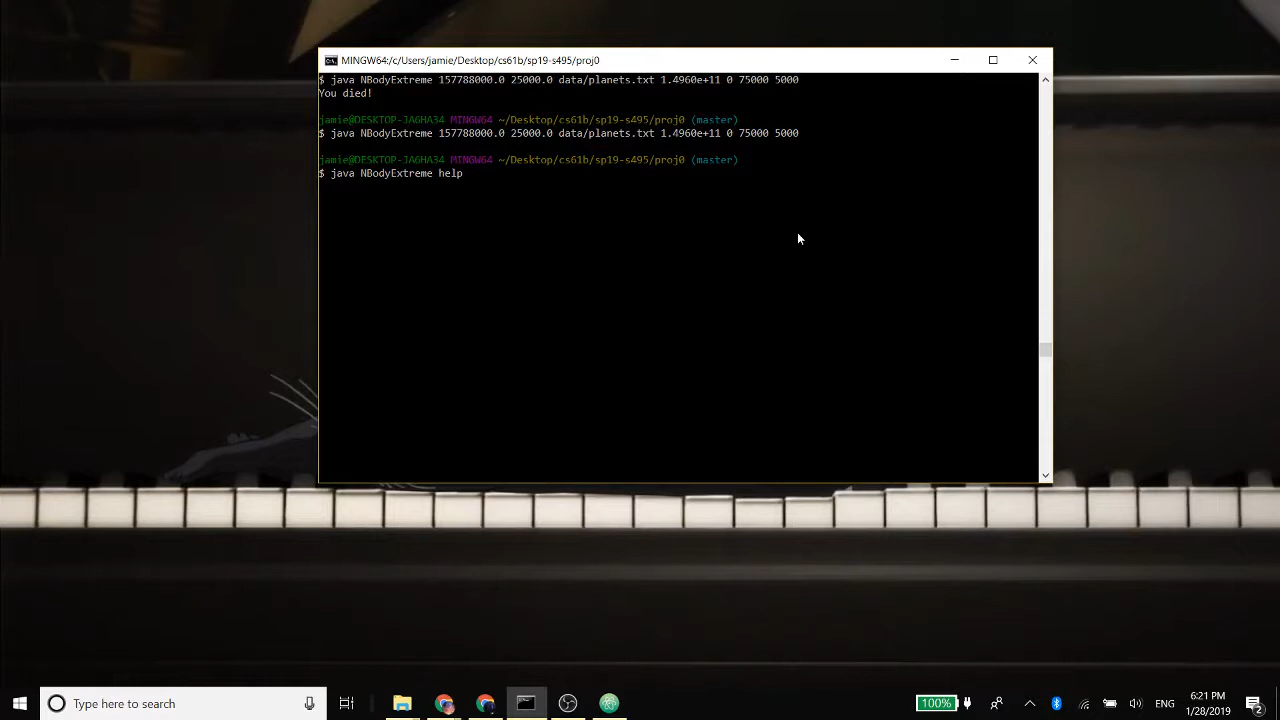 MINGW64:/c/Users/jamie/Desktop/cs61b/sp19-s495/proj0
$ java NBodyExtreme 157788000.0 25000.0 data/planets.txt 1.4960e+11 0 75000 5000
You died!
jamie@DESKTOP-JA6HA34 MINGW64 ~/Desktop/cs61b/sp19-s495/proj0 (master)
$ java NBodyExtreme 157788000.0 25000.0 data/planets.txt 1.4960e+11 0 75000 5000
jamie@DESKTOP-JA6HA34 MINGW64 ~/Desktop/cs61b/sp19-s495/proj0 (master)
$ java NBodyExtreme help
Type here to search
100%
ENG
6:21 PM
1/28/2019
2